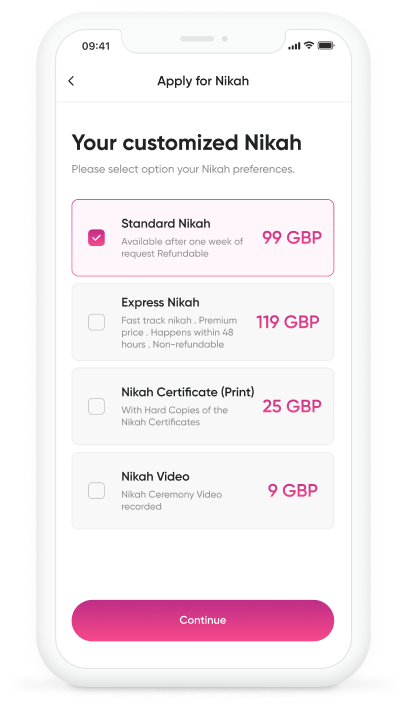 09:41
Apply for Nikah
Your customized Nikah
Please select option your Nikah preferences.
Standard Nikah
Available after one week of
request Refundable
99 GBP
Express Nikah
Fast track nikah . Premium
price . Happens within 48
hours . Non-refundable
119 GBP
Nikah Certificate (Print)
With Hard Copies of the
Nikah Certificates
25 GBP
Nikah Video
Nikah Ceremony Video
recorded
9 GBP
Continue